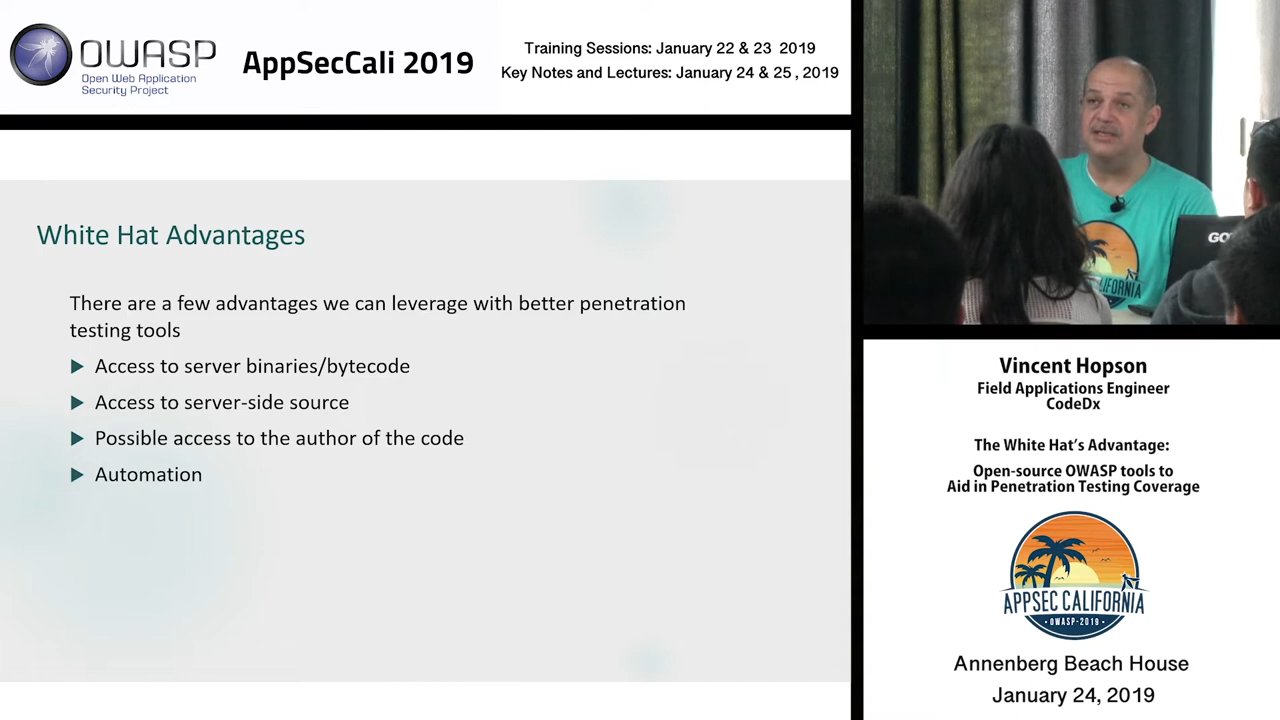 OWASP
Open Web Application
Security Project
AppSecCali 2019
Training Sessions: January 22 & 23 2019
Key Notes and Lectures: January 24 & 25 , 2019
White Hat Advantages
There are a few advantages we can leverage with better penetration
testing tools
Access to server binaries/bytecode
Access to server-side source
Possible access to the author of the code
Automation
Vincent Hopson
Field Applications Engineer
CodeDx
The White Hat's Advantage:
Open-source OWASP tools to
Aid in Penetration Testing Coverage
APPSEC CALIFORNIA
• OWASP-2019 •
Annenberg Beach House
January 24, 2019